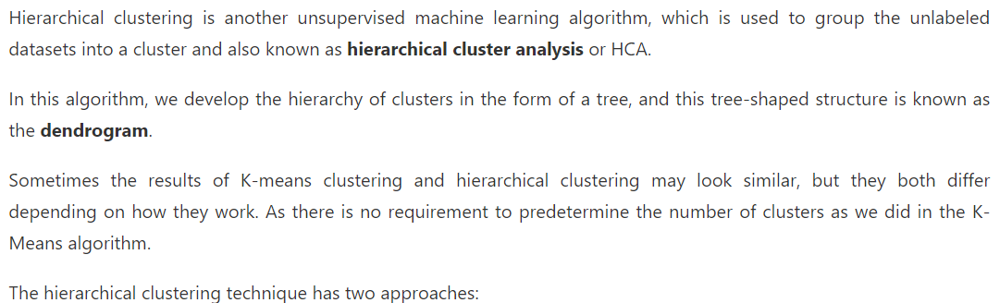 Hierarchical clustering is another unsupervised machine learning algorithm, which is used to group the unlabeled
datasets into a cluster and also known as hierarchical cluster analysis or HCA.
In this algorithm, we develop the hierarchy of clusters in the form of a tree, and this tree-shaped structure is known as
the dendrogram.
Sometimes the results of K-means clustering and hierarchical clustering may look similar, but they both differ
depending on how they work. As there is no requirement to predetermine the number of clusters as we did in the K-
Means algorithm.
The hierarchical clustering technique has two approaches: